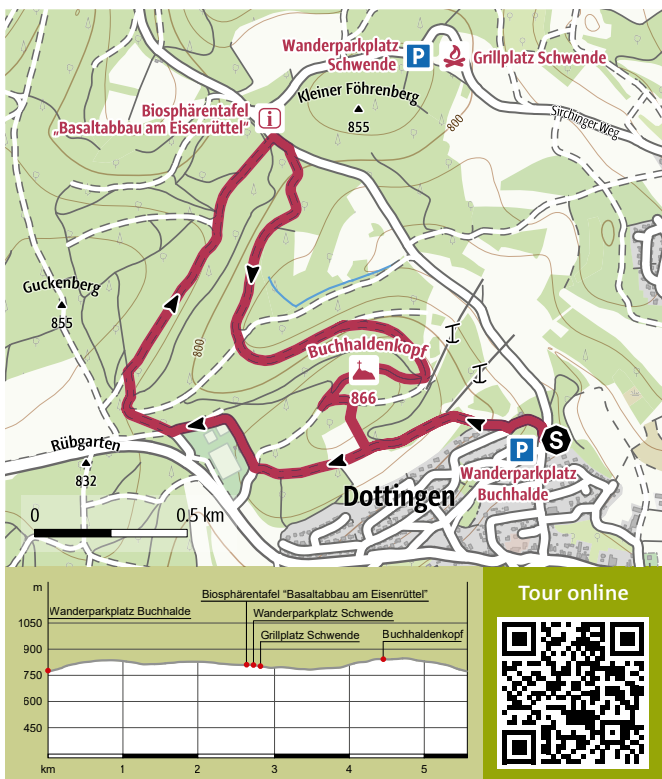 Wanderparkplatz
Schwende
P
Grillplatz Schwende
Kleiner Föhrenberg
855
800
Sirchinger Weg
Biosphärentafel
„Basaltabbau am Eisenrüttel“
i
Guckenberg
855
800
Buchhaldenkopf
866
Rübgarten
832
P
S
Wanderparkplatz
Buchhalde
Dottingen
0
0.5 km
m
1050
900
750
600
450
km
1
2
3
4
5
Wanderparkplatz Buchhalde
Biosphärentafel “Basaltabbau am Eisenrüttel”
Wanderparkplatz Schwende
Grillplatz Schwende
Buchhaldenkopf
Tour online